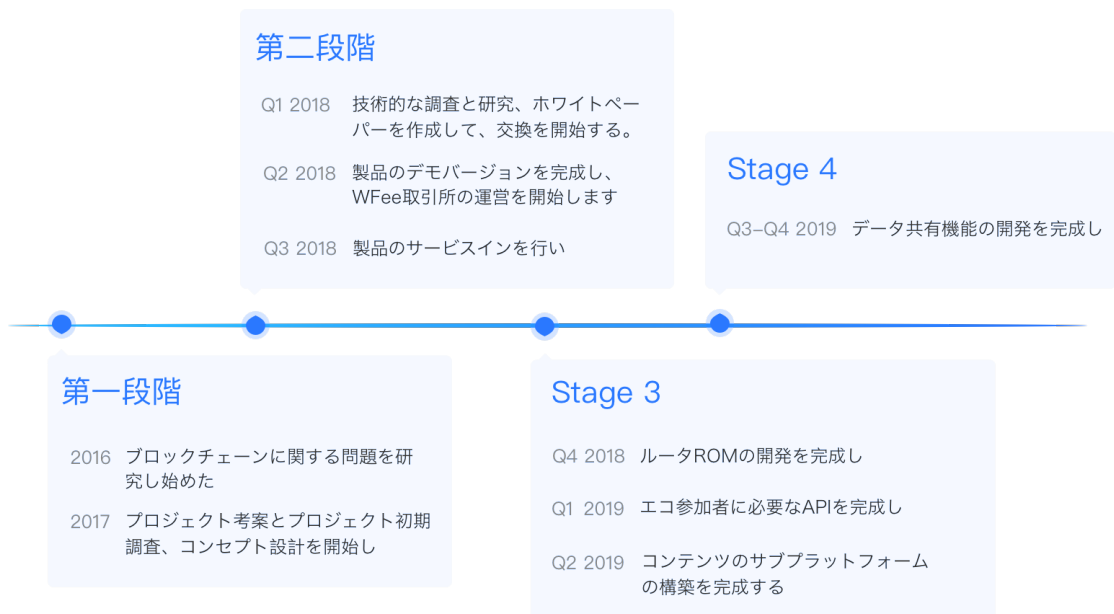 第二段階
Q1 2018 技術的な調査と研究、ホワイトペー
パーを作成して、交換を開始する。
Q2 2018 製品のデモバージョンを完成し、
WFee取引所の運営を開始します
Q3 2018 製品のサービスインを行い
Stage 4
Q3-Q4 2019 データ共有機能の開発を完成し
第一段階
2016 ブロックチェーンに関する問題を研
究し始めた
2017 プロジェクト考案とプロジェクト初期
調査、コンセプト設計を開始し
Stage 3
Q4 2018 ルータROMの開発を完成し
Q1 2019 エコ参加者に必要なAPIを完成し
Q2 2019 コンテンツのサブプラットフォーム
の構築を完成する